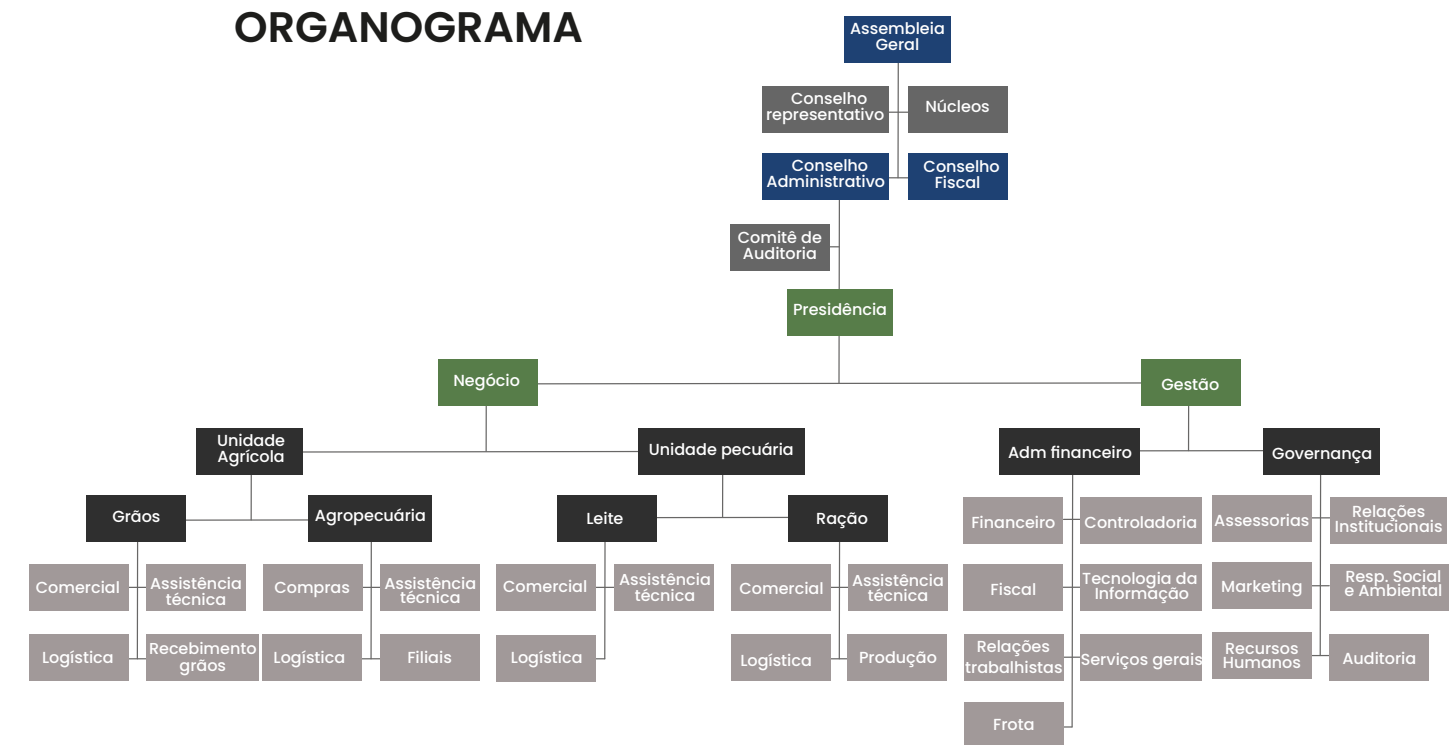 ORGANOGRAMA
Assembleia
Geral
Conselho
representativo
Núcleos
Conselho
Administrativo
Conselho
Fiscal
Comitê de
Auditoria
Presidência
Negócio
Gestão
Unidade
Agrícola
Unidade pecuária
Adm financeiro
Governança
Grãos
Agropecuária
Leite
Ração
Comercial
Assistência
técnica
Logística
Recebimento
grãos
Compras
Assistência
técnica
Logística
Filiais
Comercial
Assistência
técnica
Logística
Comercial
Assistência
técnica
Logística
Produção
Financeiro
Controladoria
Fiscal
Tecnologia da
Informação
Relações
trabalhistas
Serviços gerais
Frota
Assessorias
Relações
Institucionais
Marketing
Resp. Social
e Ambiental
Recursos
Humanos
Auditoria